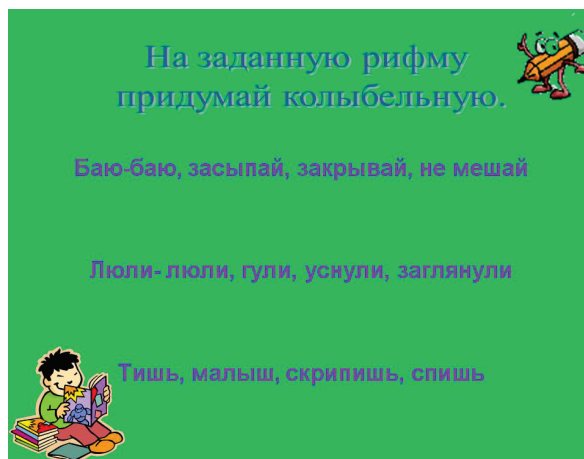 На заданную рифму
придумай колыбельную.
Баю-баю, засыпай, закрывай, не мешай
Люли- люли, гули, уснули, заглянули
Тишь, малыш, скрипишь, спишь